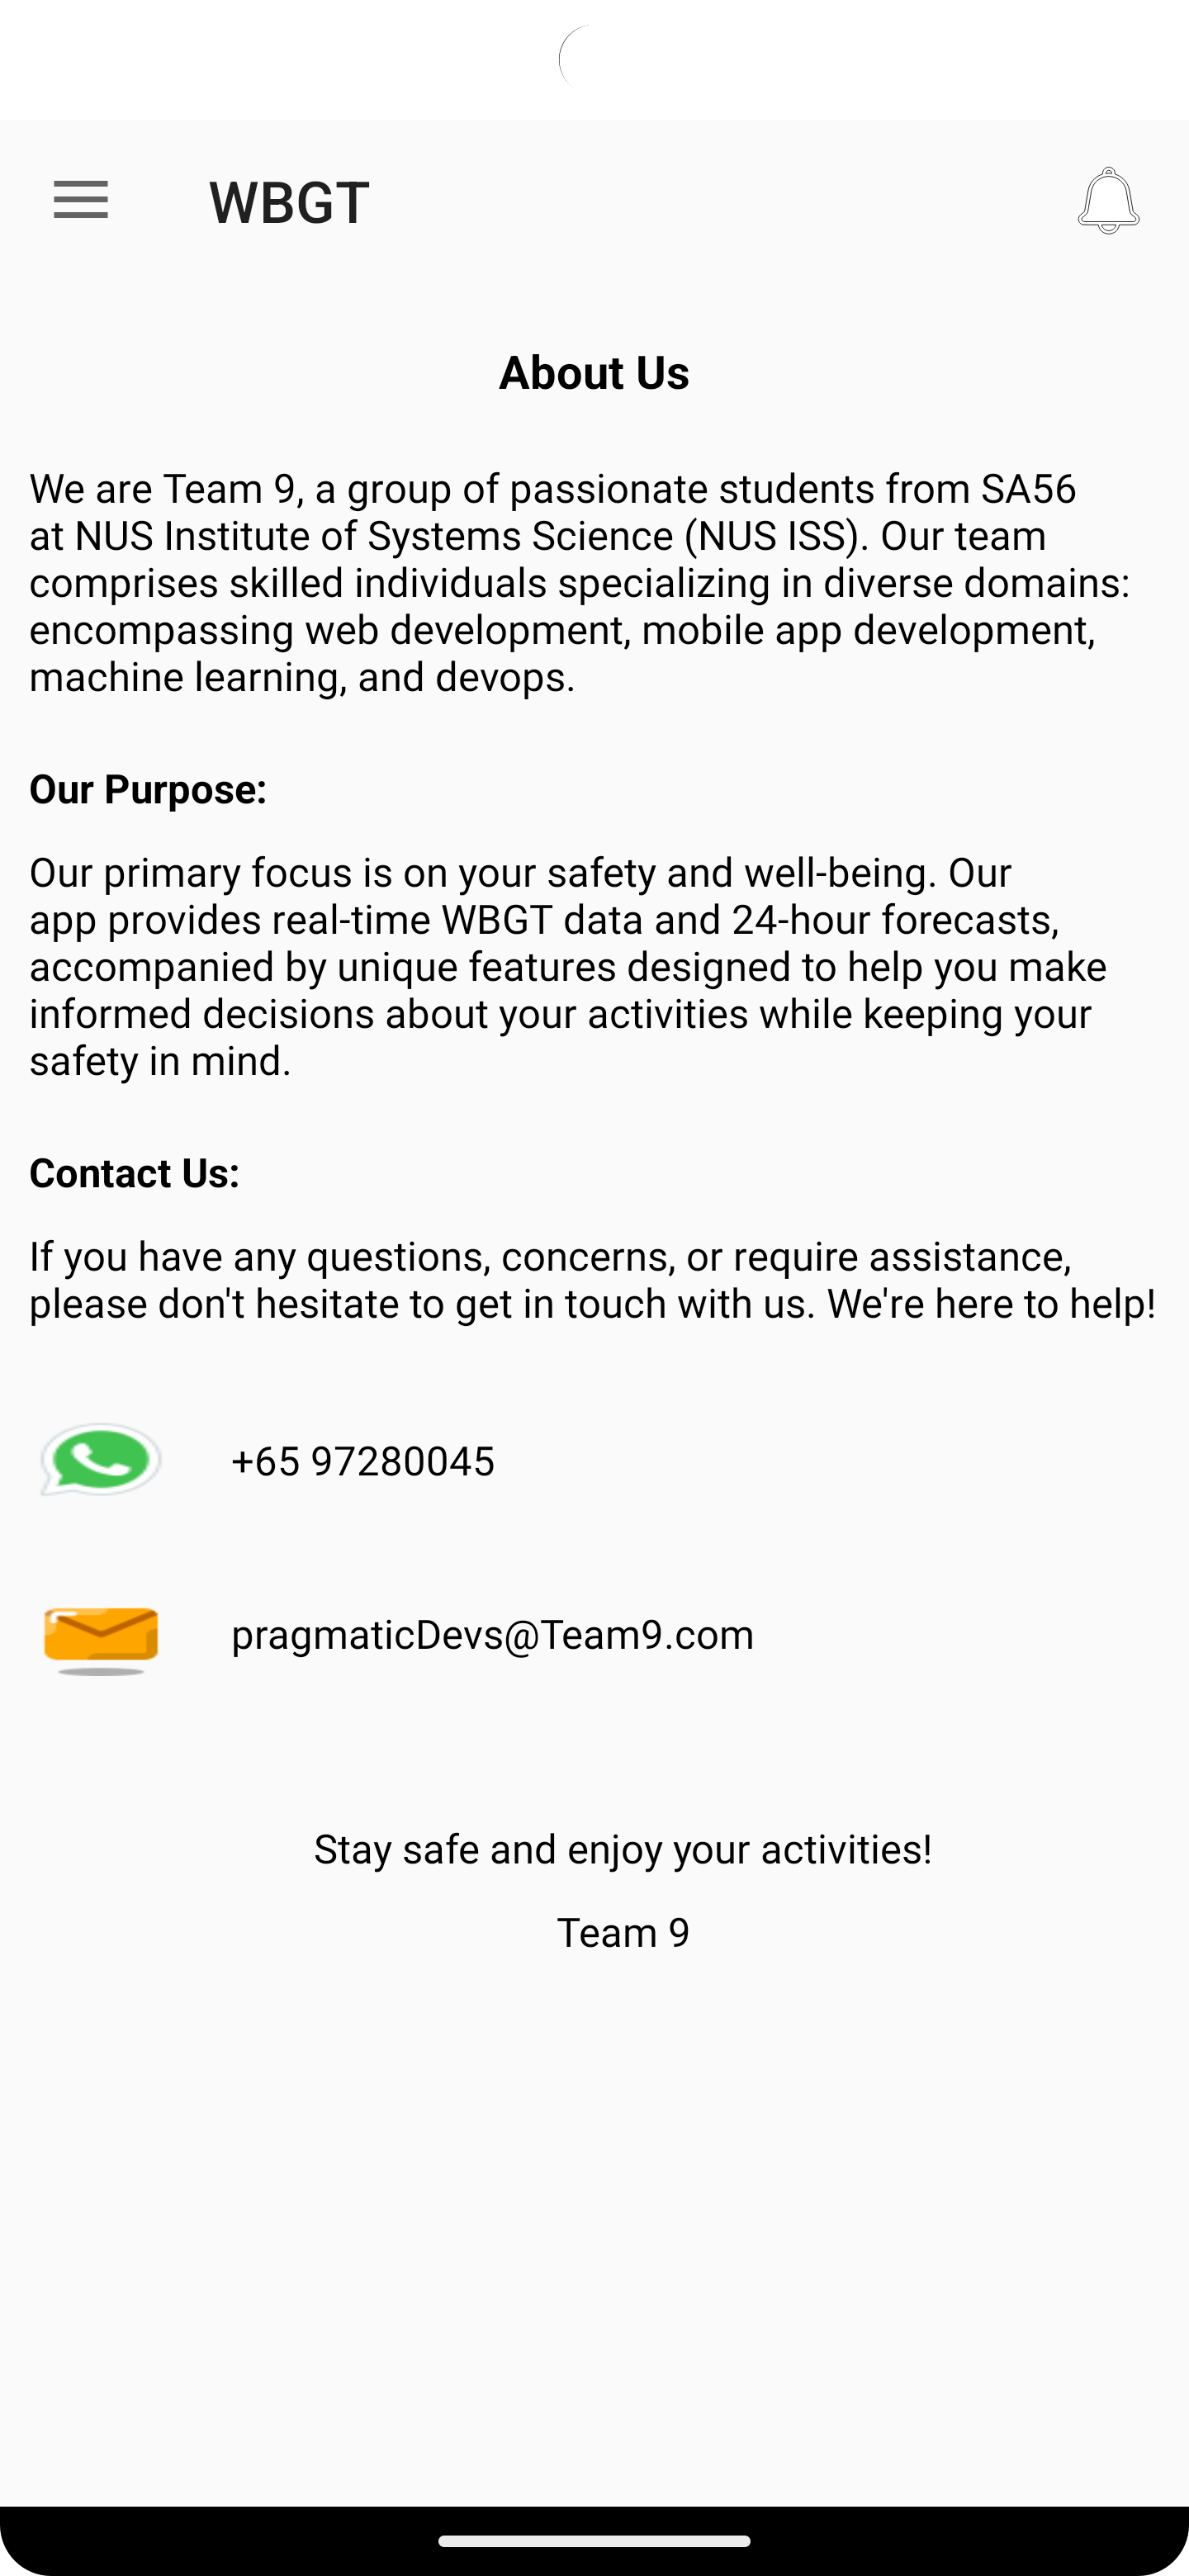 WBGT
About Us
We are Team 9, a group of passionate students from SA56
at NUS Institute of Systems Science (NUS ISS). Our team
comprises skilled individuals specializing in diverse domains:
encompassing web development, mobile app development,
machine learning, and devops.
Our Purpose:
Our primary focus is on your safety and well-being. Our
app provides real-time WBGT data and 24-hour forecasts,
accompanied by unique features designed to help you make
informed decisions about your activities while keeping your
safety in mind.
Contact Us:
If you have any questions, concerns, or require assistance,
please don't hesitate to get in touch with us. We're here to help!
+65 97280045
pragmaticDevs@Team9.com
Stay safe and enjoy your activities!
Team 9